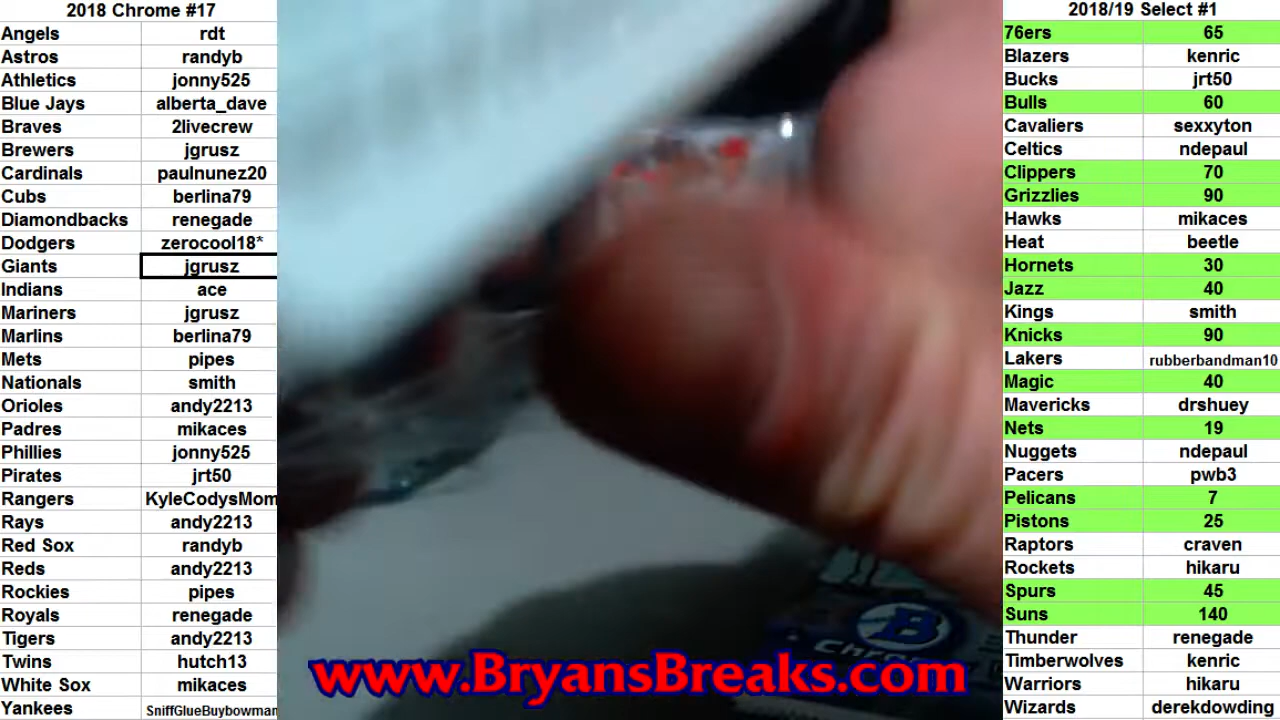 2018 Chrome #17
Angels rdt
Astros randyb
Athletics jonny525
Blue Jays alberta_dave
Braves 2livecrew
Brewers jgrusz
Cardinals paulnunez20
Cubs berlina79
Diamondbacks renegade
Dodgers zerocool18*
Giants jgrusz
Indians ace
Mariners jgrusz
Marlins berlina79
Mets pipes
Nationals smith
Orioles andy2213
Padres mikaces
Phillies jonny525
Pirates jrt50
Rangers KyleCodysMom
Rays andy2213
Red Sox randyb
Reds andy2213
Rockies pipes
Royals renegade
Tigers andy2213
Twins hutch13
White Sox mikaces
Yankees SniffGlueBuybowman
B
Chro
www.BryansBreaks.com
2018/19 Select #1
76ers 65
Blazers kenric
Bucks jrt50
Bulls 60
Cavaliers sexxyton
Celtics ndepaul
Clippers 70
Grizzlies 90
Hawks mikaces
Heat beetle
Hornets 30
Jazz 40
Kings smith
Knicks 90
Lakers rubberbandman10
Magic 40
Mavericks drshuey
Nets 19
Nuggets ndepaul
Pacers pwb3
Pelicans 7
Pistons 25
Raptors craven
Rockets hikaru
Spurs 45
Suns 140
Thunder renegade
Timberwolves kenric
Warriors hikaru
Wizards derekdowding